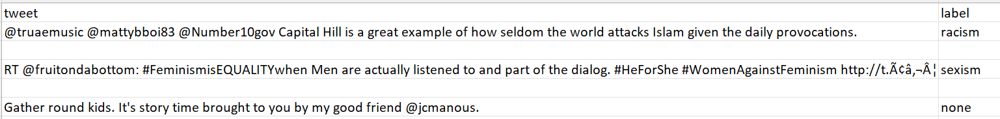 tweet label
@truaemusic @mattybboi83 @Number10gov Capital Hill is a great example of how seldom the world attacks Islam given the daily provocations. racism
RT @fruitondabottom: #FeminismisEQUALITYwhen Men are actually listened to and part of the dialog. #HeForShe #WomenAgainstFeminism http://t.Ã¢â‚¬Â¦ sexism
Gather round kids. It's story time brought to you by my good friend @jcmanous. none